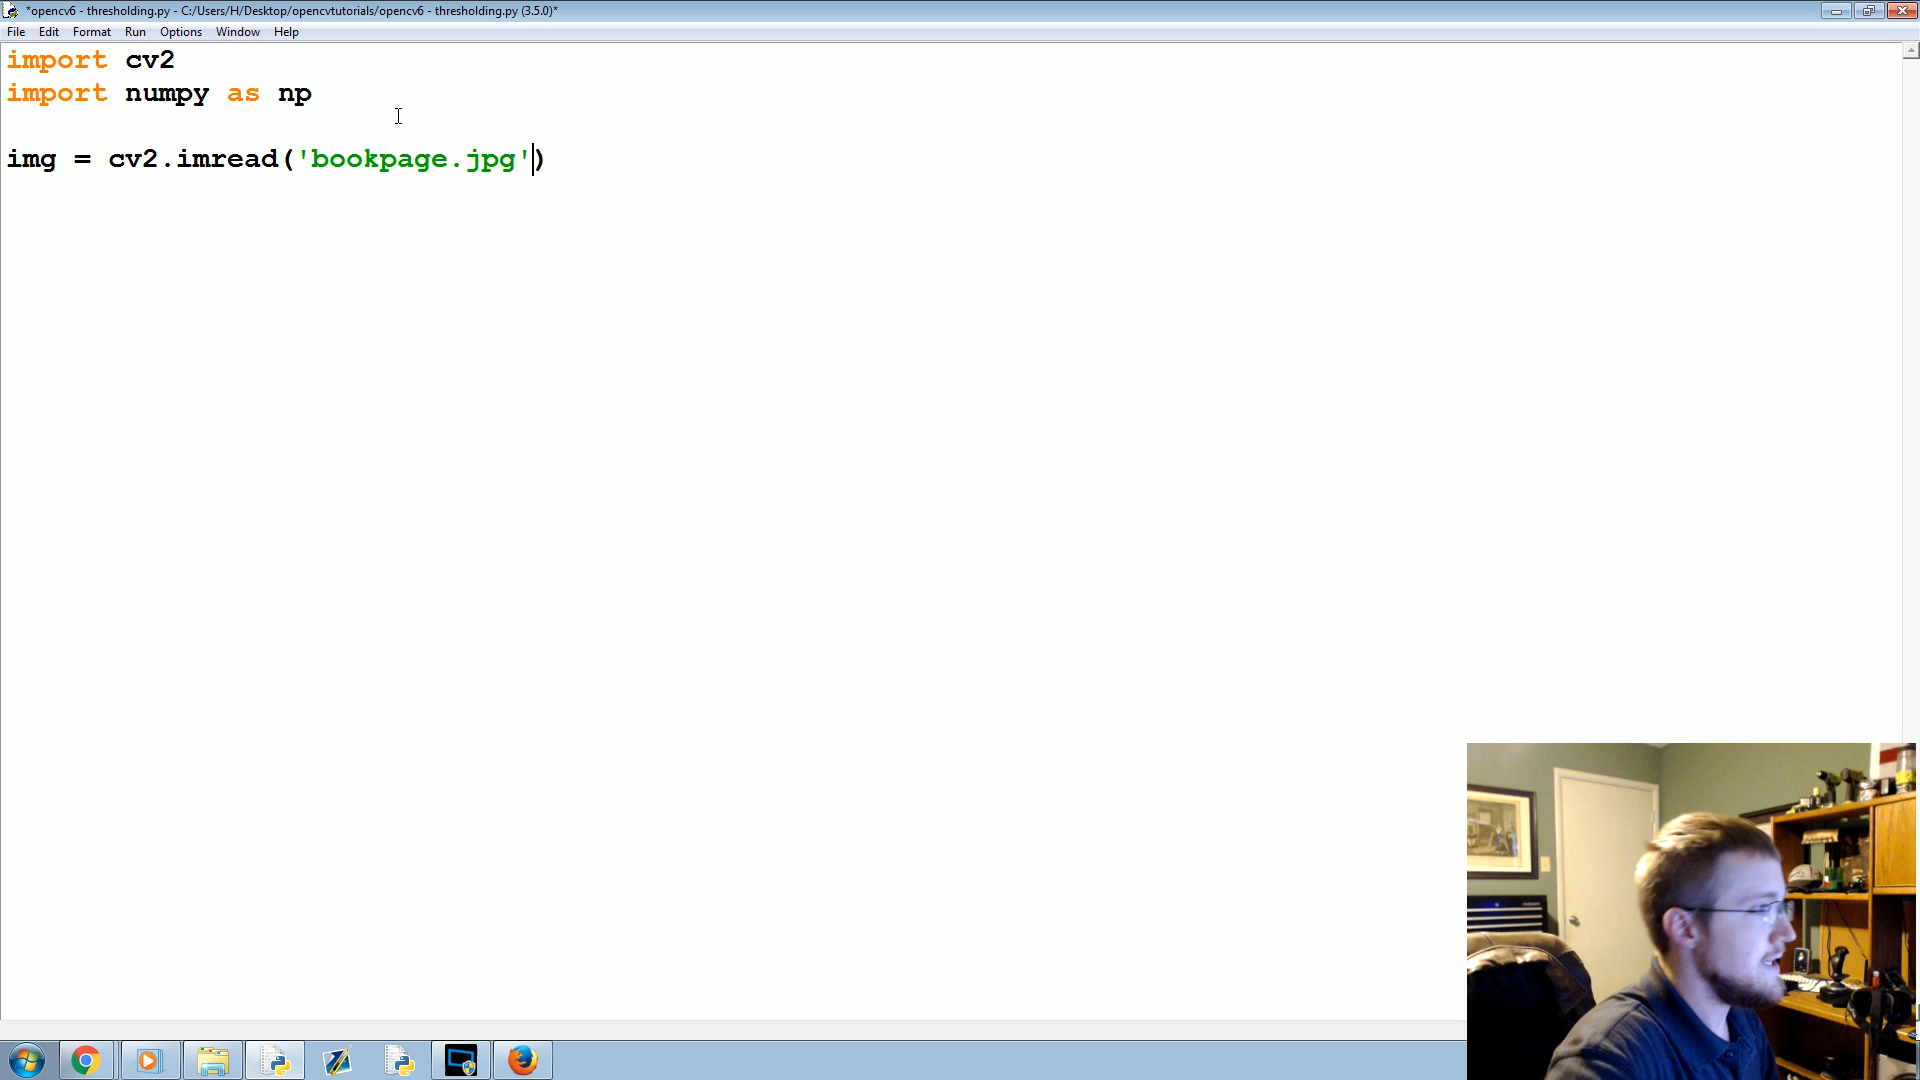 *opencv6 - thresholding.py - C:/Users/H/Desktop/opencvtutorials/opencv6 - thresholding.py (3.5.0)*
File Edit Format Run Options Window Help
import cv2
import numpy as np
img = cv2.imread('bookpage.jpg')